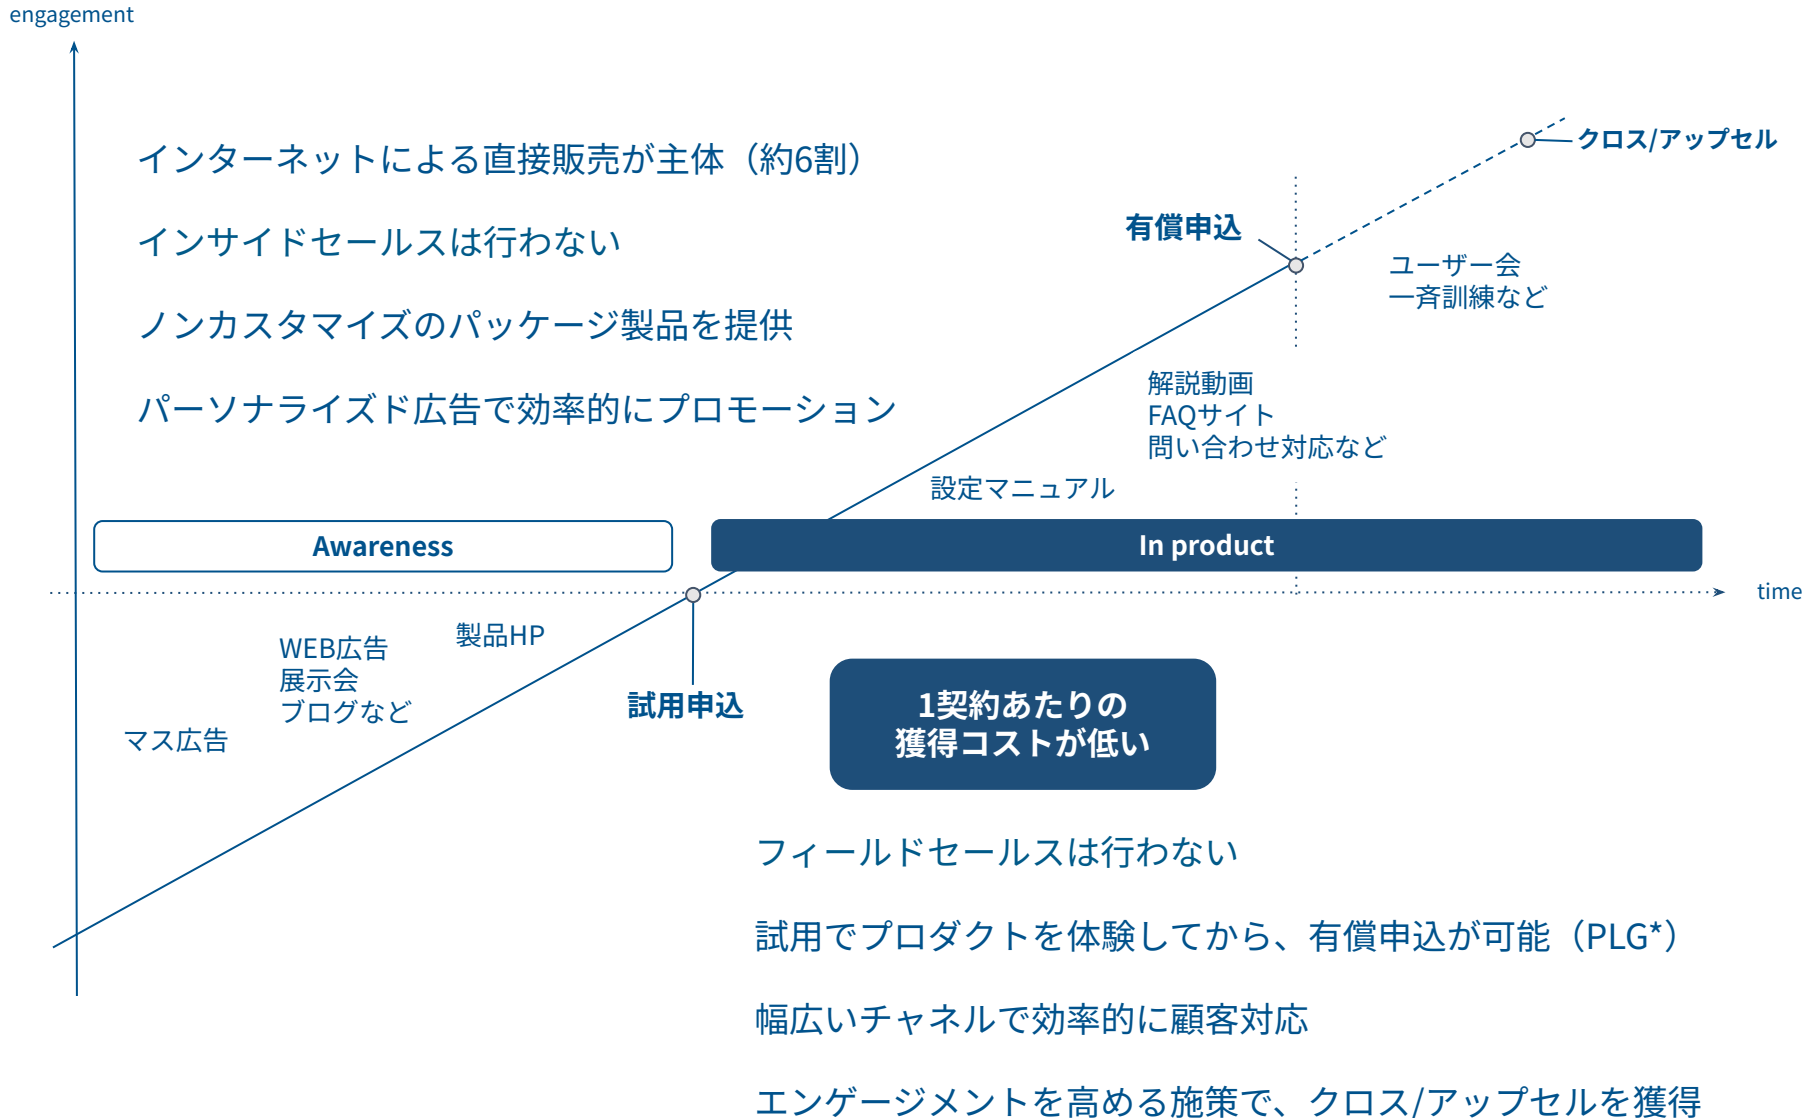 engagement
インターネットによる直接販売が主体（約6割）
インサイドセールスは行わない
ノンカスタマイズのパッケージ製品を提供
パーソナライズド広告で効率的にプロモーション
クロス/アップセル
有償申込
ユーザー会
一斉訓練など
解説動画
FAQサイト
問い合わせ対応など
設定マニュアル
Awareness
In product
time
製品HP
WEB広告
展示会
ブログなど
マス広告
試用申込
1契約あたりの
獲得コストが低い
フィールドセールスは行わない
試用でプロダクトを体験してから、有償申込が可能（PLG*）
幅広いチャネルで効率的に顧客対応
エンゲージメントを高める施策で、クロス/アップセルを獲得